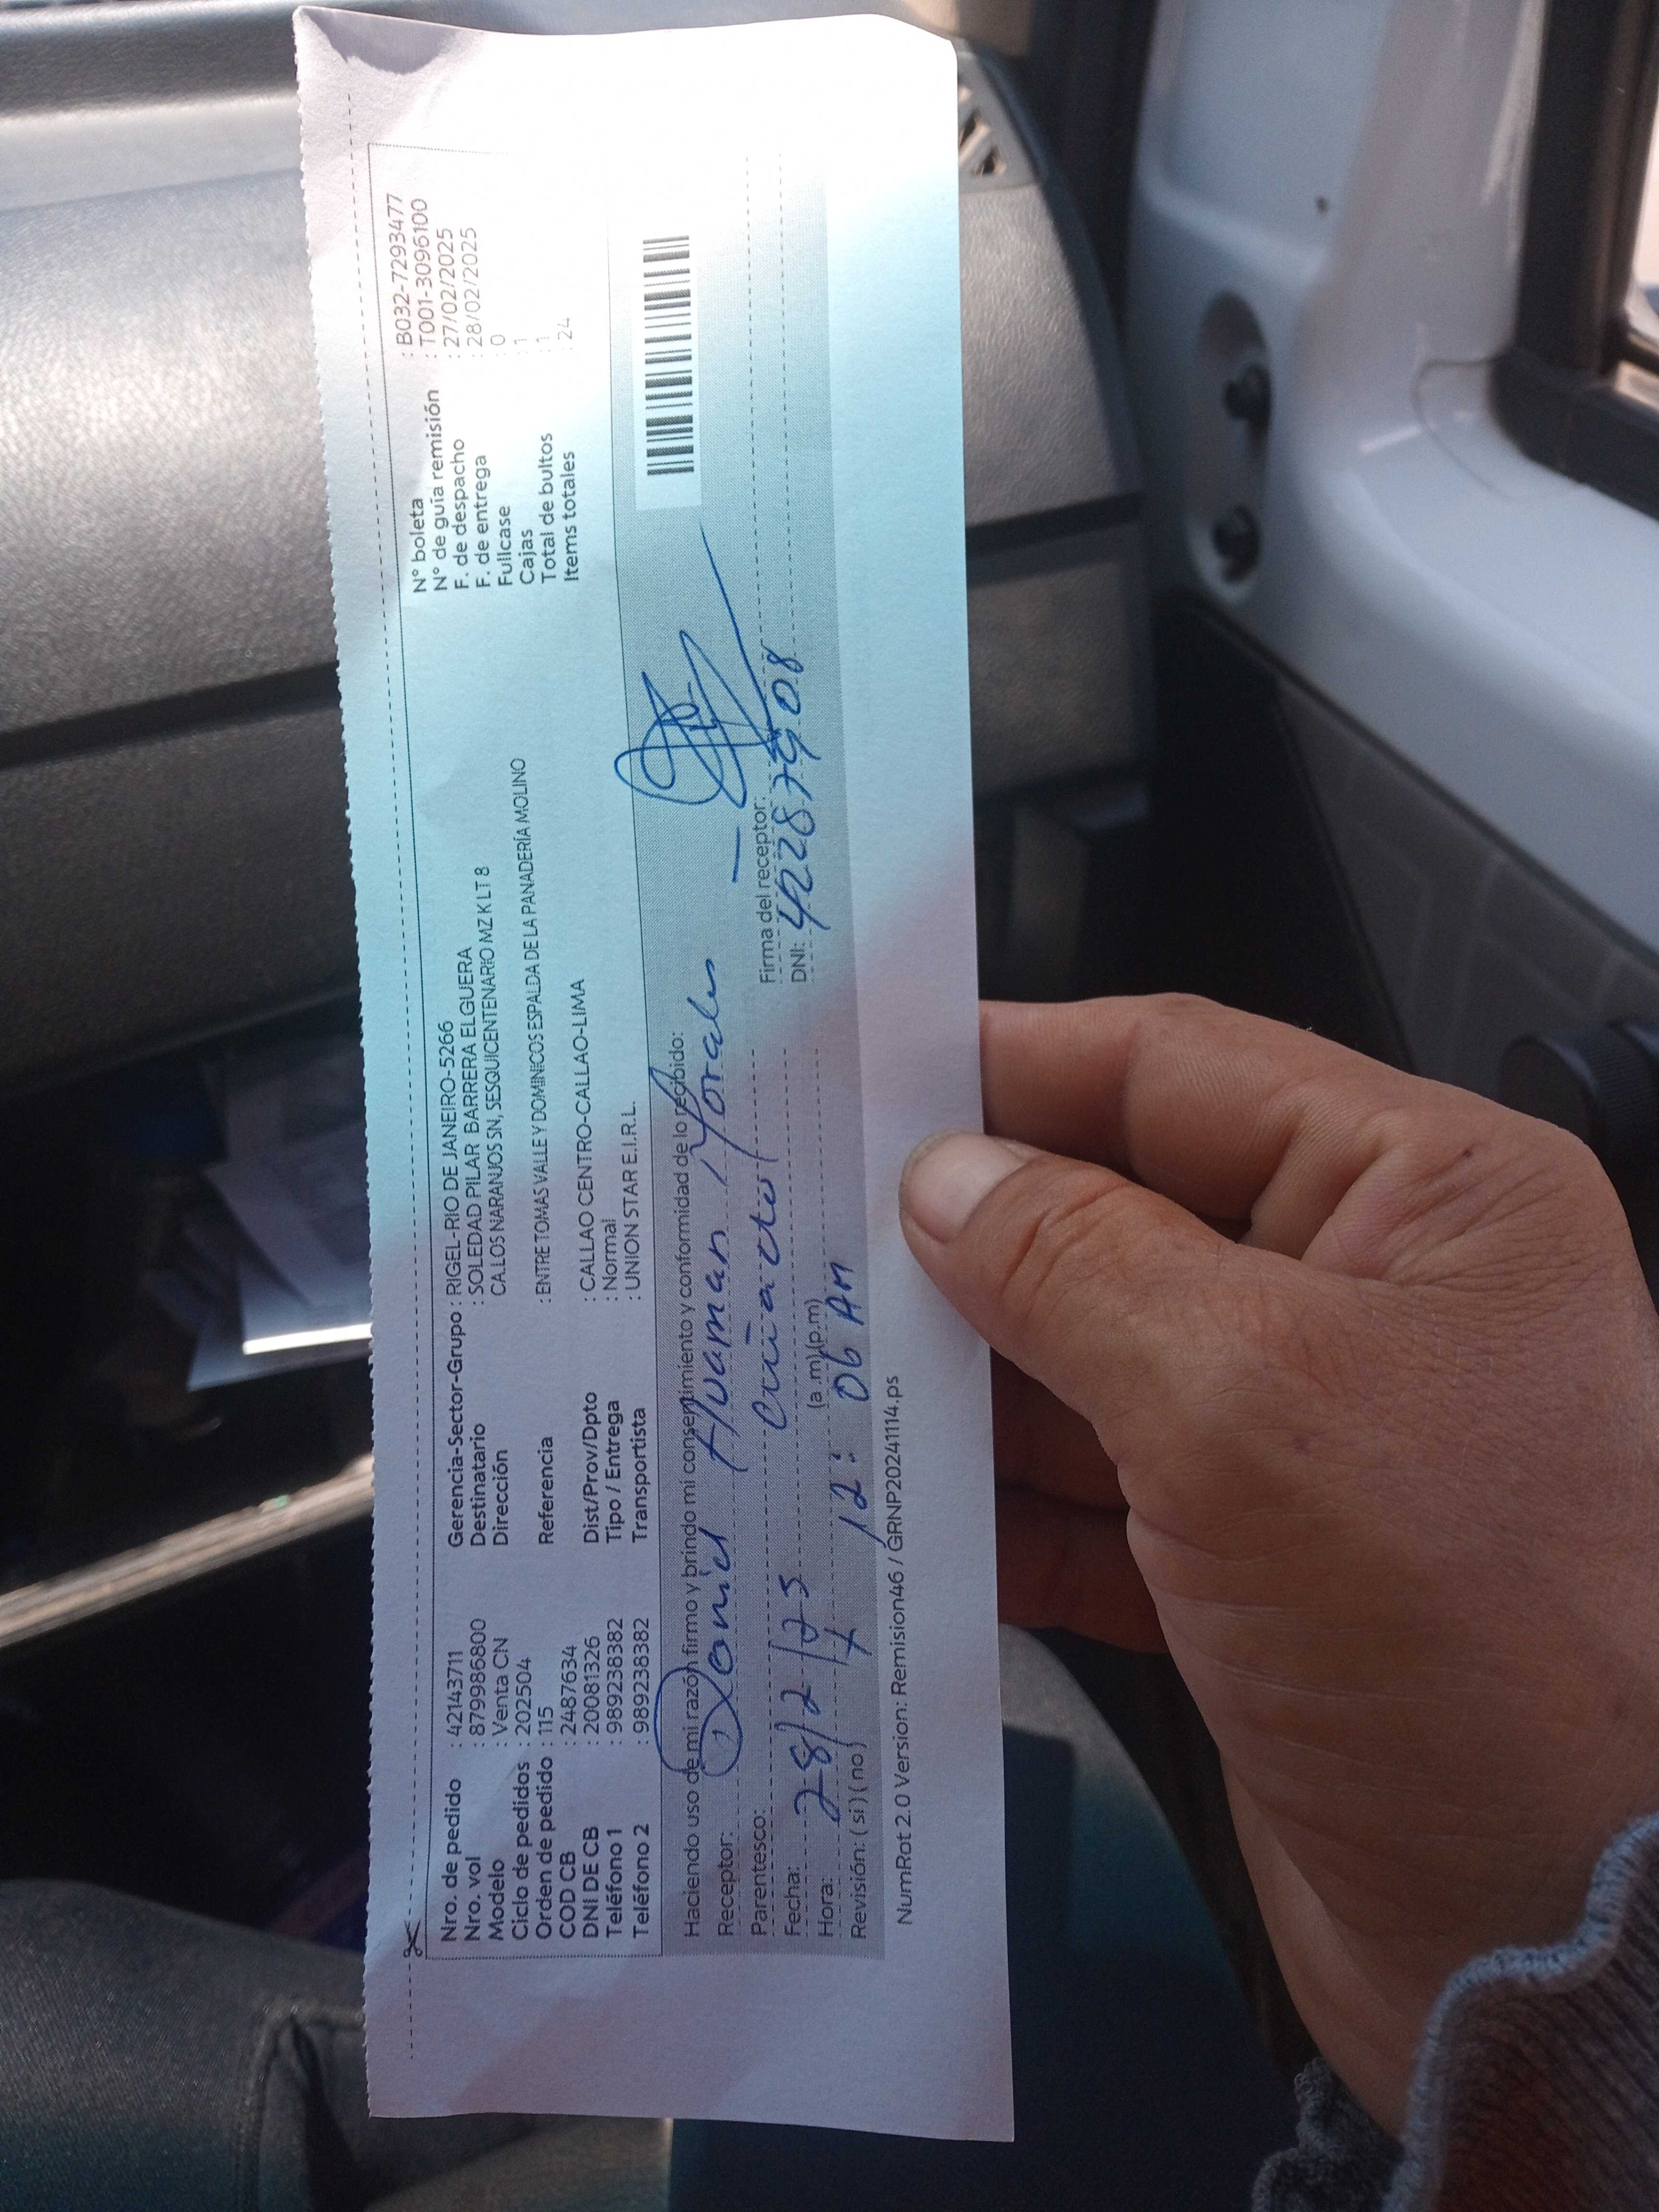 Nro. de pedido : 42143711
Nro. vol : 879986800
Modelo : Venta CN
Ciclo de pedidos : 202504
Orden de pedido : 115
COD CB : 2487634
DNI DE CB : 20081326
Teléfono 1 : 989238382
Teléfono 2 : 989238382
Gerencia-Sector-Grupo : RIGEL-RIO DE JANEIRO-5266
Destinatario : SOLEDAD PILAR BARRERA ELGUERA
Dirección CA LOS NARANJOS SN, SESQUICENTENARIO MZ K LT 8
Referencia : ENTRE TOMAS VALLE Y DOMINICOS ESPALDA DE LA PANADERÍA MOLINO
Dist/Prov/Dpto : CALLAO CENTRO-CALLAO-LIMA
Tipo / Entrega : Normal
Transportista : UNION STAR E.I.R.L.
N° boleta : B032-7293477
N° de guía remisión : T001-3096100
F. de despacho : 27/02/2025
F. de entrega : 28/02/2025
Fullcase : 0
Cajas : 1
Total de bultos : 1
Items totales : 24
Haciendo uso de mi razón firmo y brindo mi consentimiento y conformidad de lo recibido:
Receptor: Daniel Huaman Morales
Parentesco:
Firma del receptor:
Fecha: 28/2/25
DNI: 42287908
Hora: 12:06 AM (a.m)(p.m)
Revisión: ( si ) ( no )
NumRot 2.0 Version: Remision46 / GRNP20241114.ps